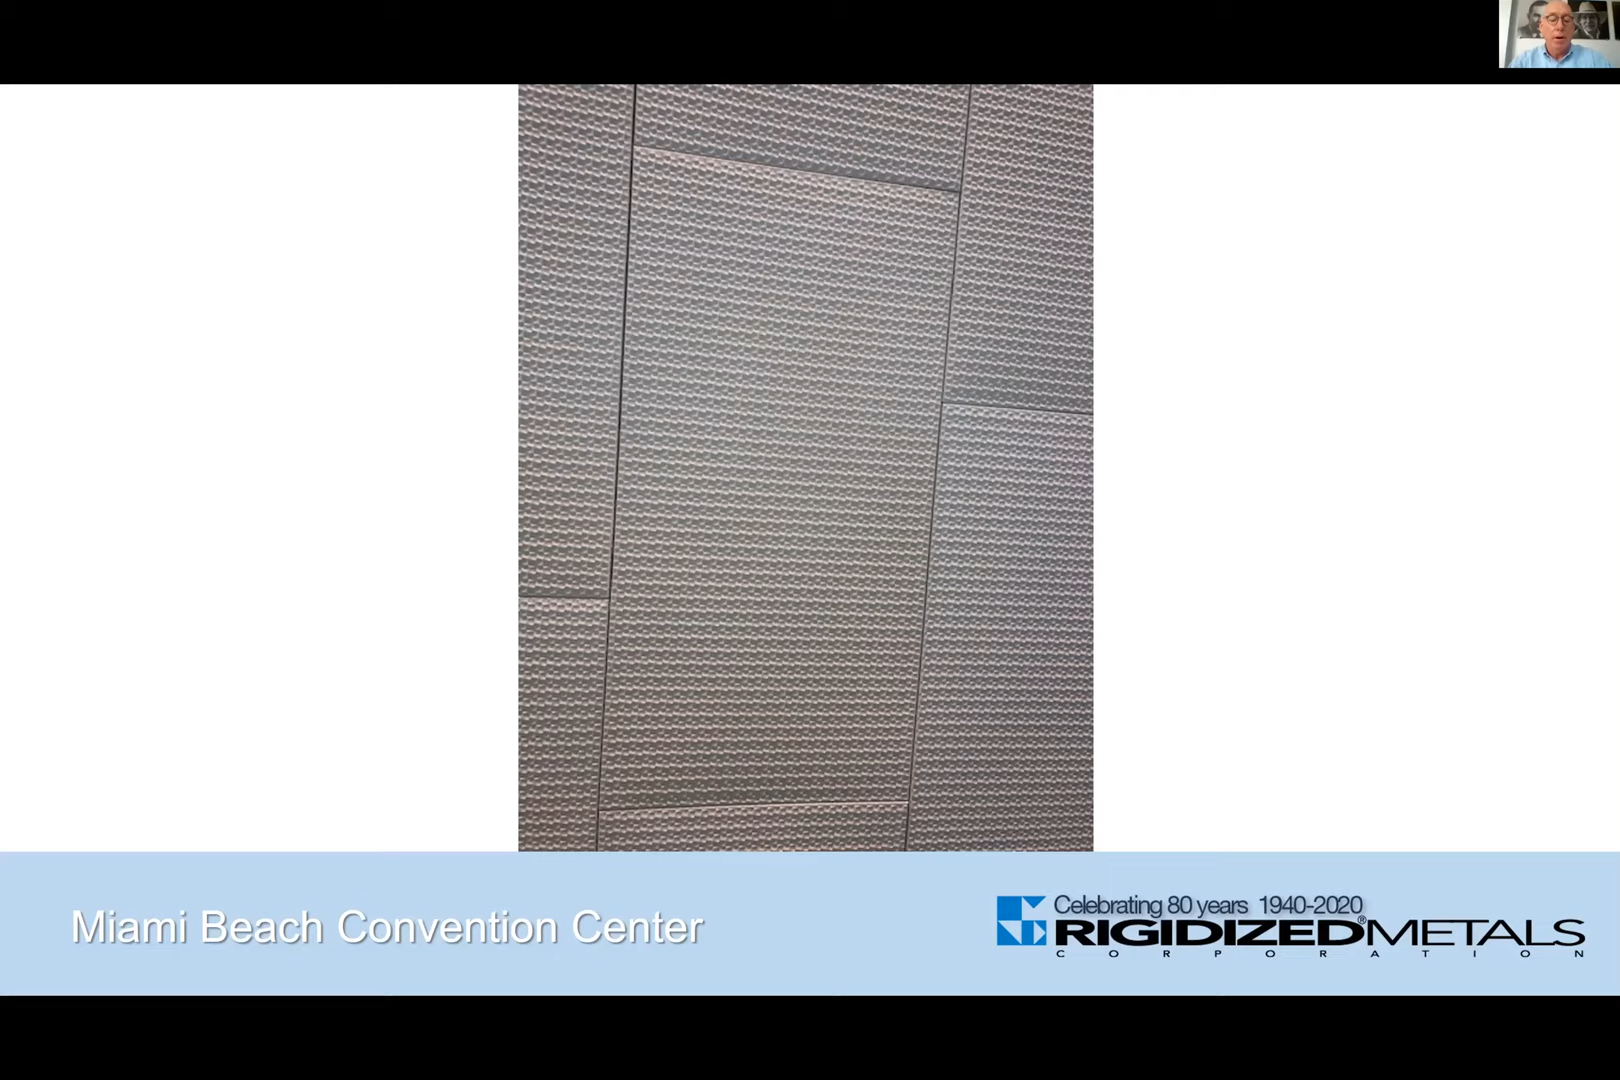 Miami Beach Convention Center
Celebrating 80 years 1940-2020
RIGIDIZED®METALS
CORPORATION